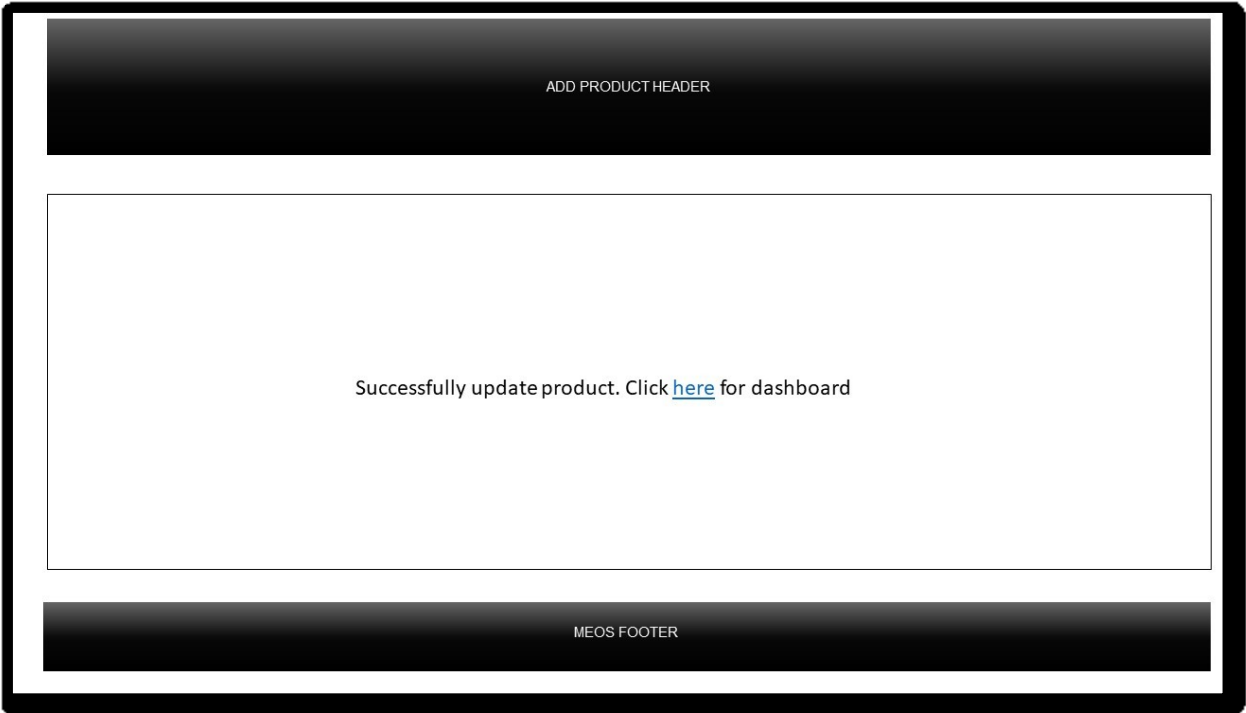 ADD PRODUCT HEADER
Successfully update product. Click here for dashboard
MEOS FOOTER